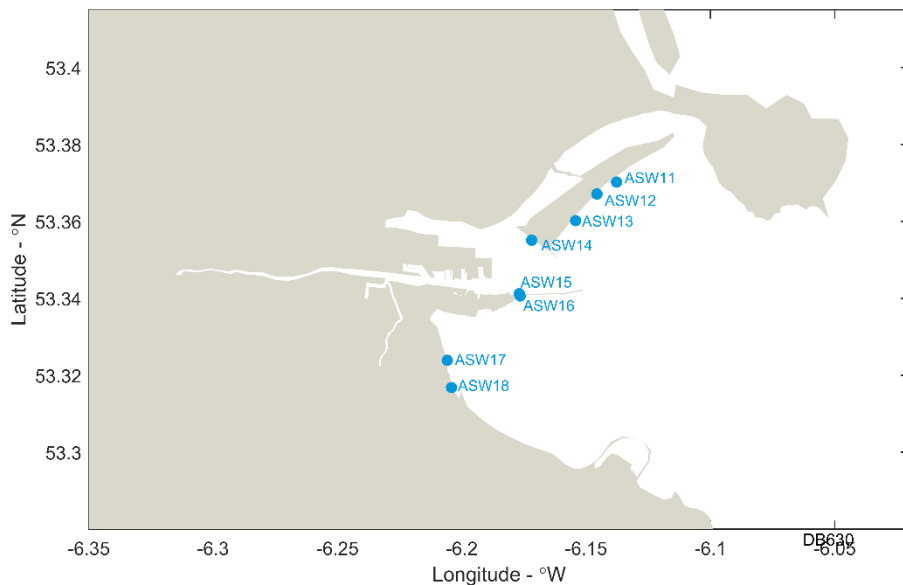 53.4
53.38
53.36
53.34
53.32
53.3
Latitude - °N
ASW11
ASW12
ASW13
ASW14
ASW15
ASW16
ASW17
ASW18
-6.35
-6.3
-6.25
-6.2
-6.15
-6.1
-6.05
DB630
Longitude - °W